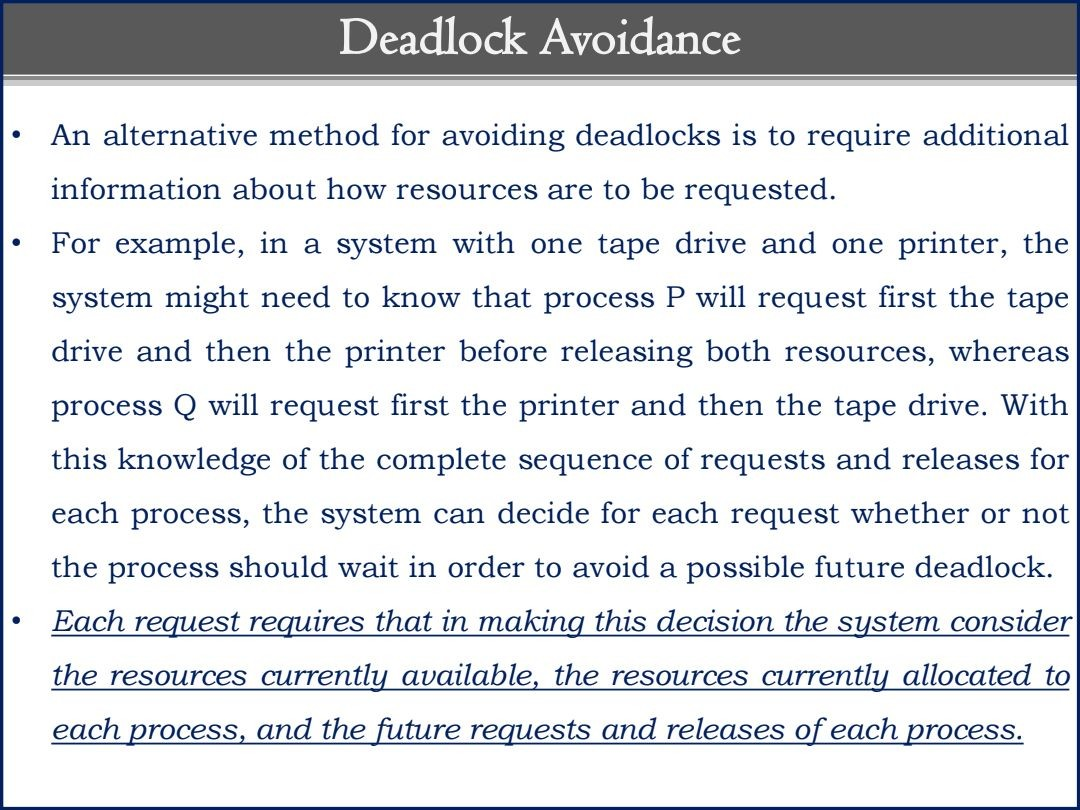 Deadlock Avoidance
• An alternative method for avoiding deadlocks is to require additional
information about how resources are to be requested.
• For example, in a system with one tape drive and one printer, the
system might need to know that process P will request first the tape
drive and then the printer before releasing both resources, whereas
process Q will request first the printer and then the tape drive. With
this knowledge of the complete sequence of requests and releases for
each process, the system can decide for each request whether or not
the process should wait in order to avoid a possible future deadlock.
• Each request requires that in making this decision the system consider
the resources currently available, the resources currently allocated to
each process, and the future requests and releases of each process.